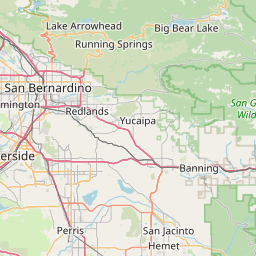 Lake Arrowhead
Big Bear Lake
Running Springs
San Bernardino
mington
Redlands
Yucaipa
San G
Wild
erside
Banning
Perris
San Jacinto
Hemet